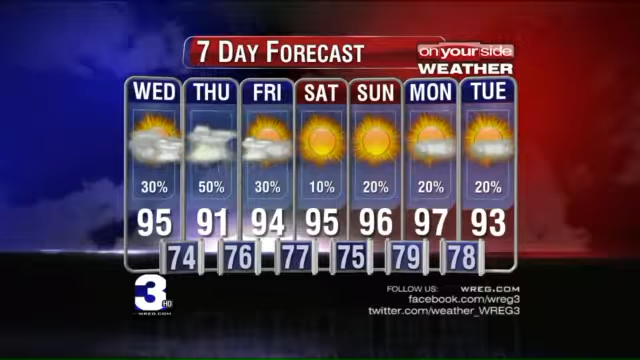 7 DAY FORECAST
on your side
WEATHER
WED THU FRI SAT SUN MON TUE
30% 50% 30% 10% 20% 20% 20%
95 91 94 95 96 97 93
74 76 77 75 79 78
3 HD
WREG.COM
FOLLOW US: WREG.COM
facebook.com/wreg3
twitter.com/weather_WREG3